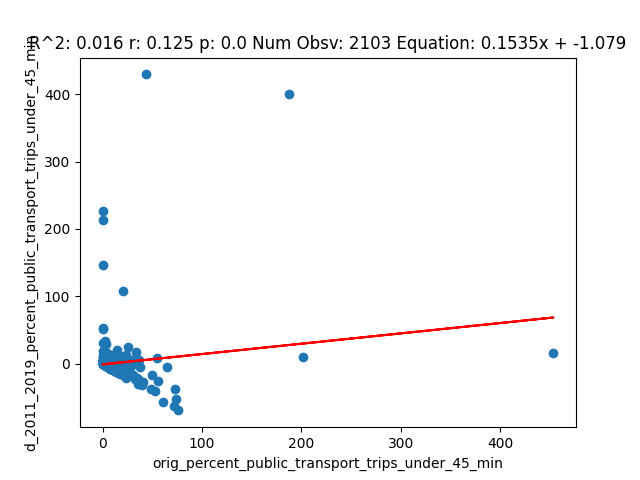 R^2: 0.016 r: 0.125 p: 0.0 Num Obsv: 2103 Equation: 0.1535x + -1.079
d_2011_2019_percent_public_transport_trips_under_45_min
400
300
200
100
0
0 100 200 300 400
orig_percent_public_transport_trips_under_45_min